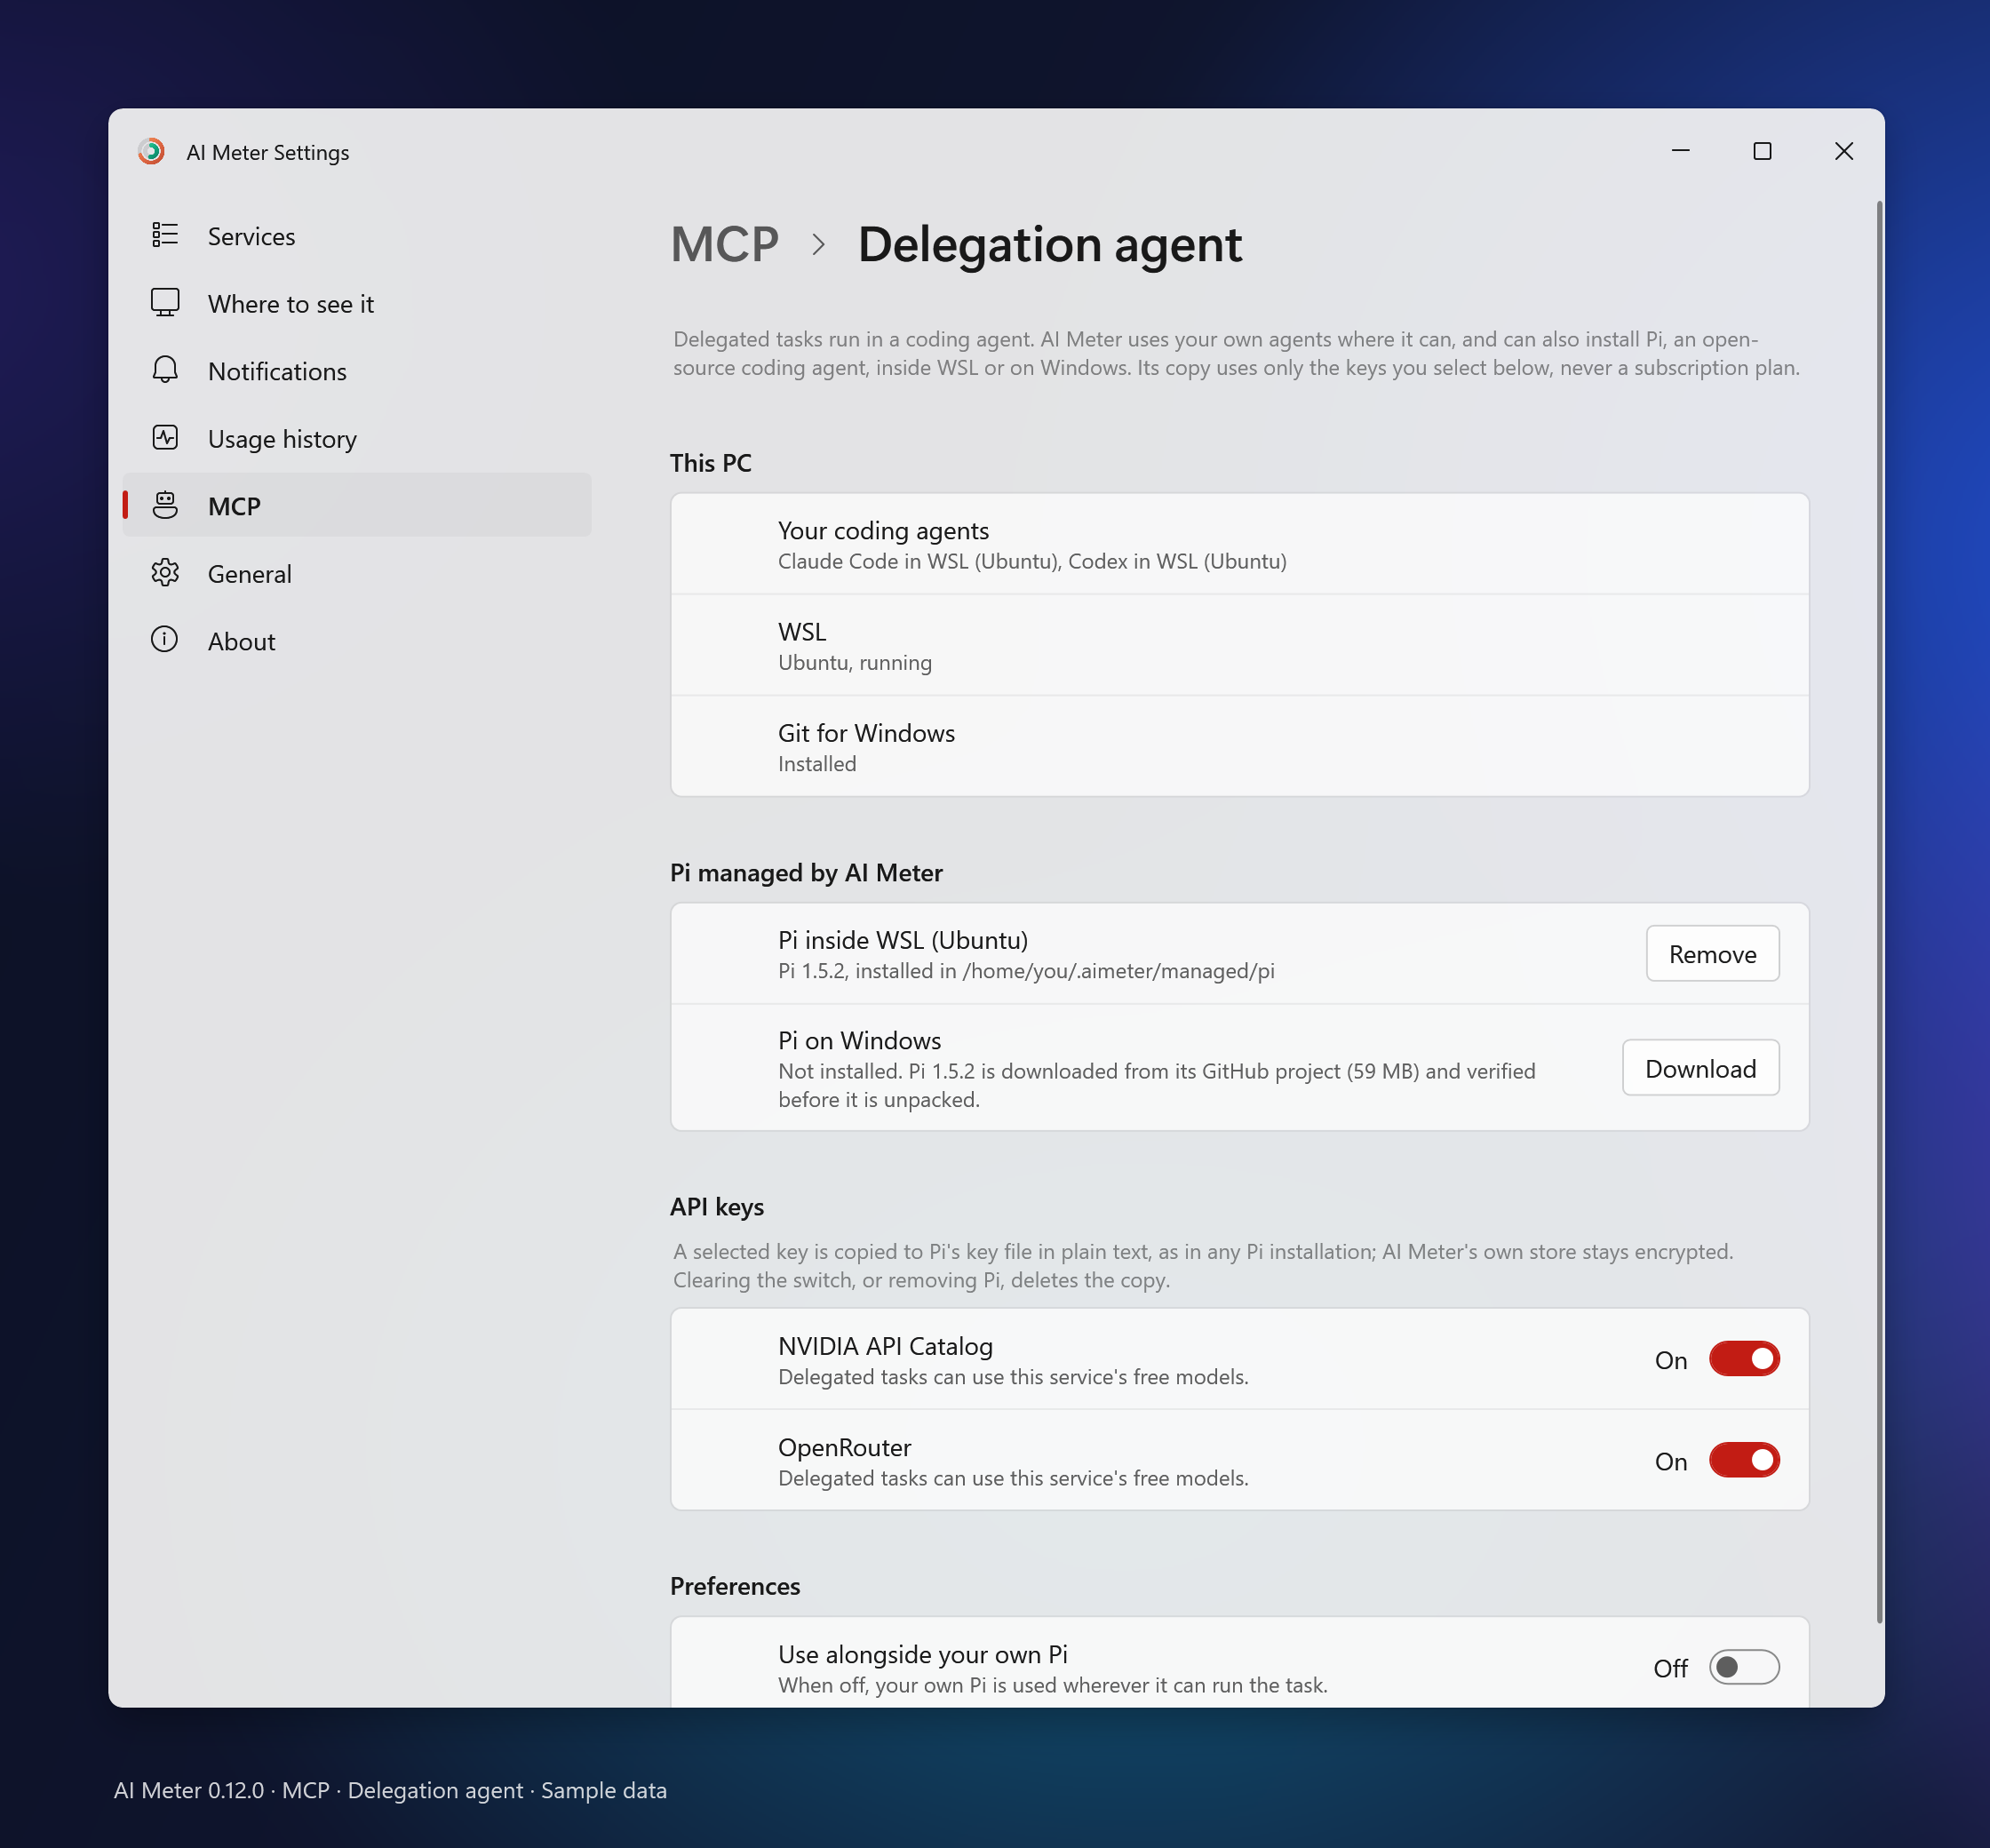 AI Meter Settings
Services
Where to see it
Notifications
Usage history
MCP
General
About
MCP > Delegation agent
Delegated tasks run in a coding agent. AI Meter uses your own agents where it can, and can also install Pi, an open-
source coding agent, inside WSL or on Windows. Its copy uses only the keys you select below, never a subscription plan.
This PC
Your coding agents
Claude Code in WSL (Ubuntu), Codex in WSL (Ubuntu)
WSL
Ubuntu, running
Git for Windows
Installed
Pi managed by AI Meter
Pi inside WSL (Ubuntu)
Pi 1.5.2, installed in /home/you/.aimeter/managed/pi
Remove
Pi on Windows
Not installed. Pi 1.5.2 is downloaded from its GitHub project (59 MB) and verified
before it is unpacked.
Download
API keys
A selected key is copied to Pi's key file in plain text, as in any Pi installation; AI Meter's own store stays encrypted.
Clearing the switch, or removing Pi, deletes the copy.
NVIDIA API Catalog
Delegated tasks can use this service's free models.
On
OpenRouter
Delegated tasks can use this service's free models.
On
Preferences
Use alongside your own Pi
When off, your own Pi is used wherever it can run the task.
Off
AI Meter 0.12.0 · MCP · Delegation agent · Sample data